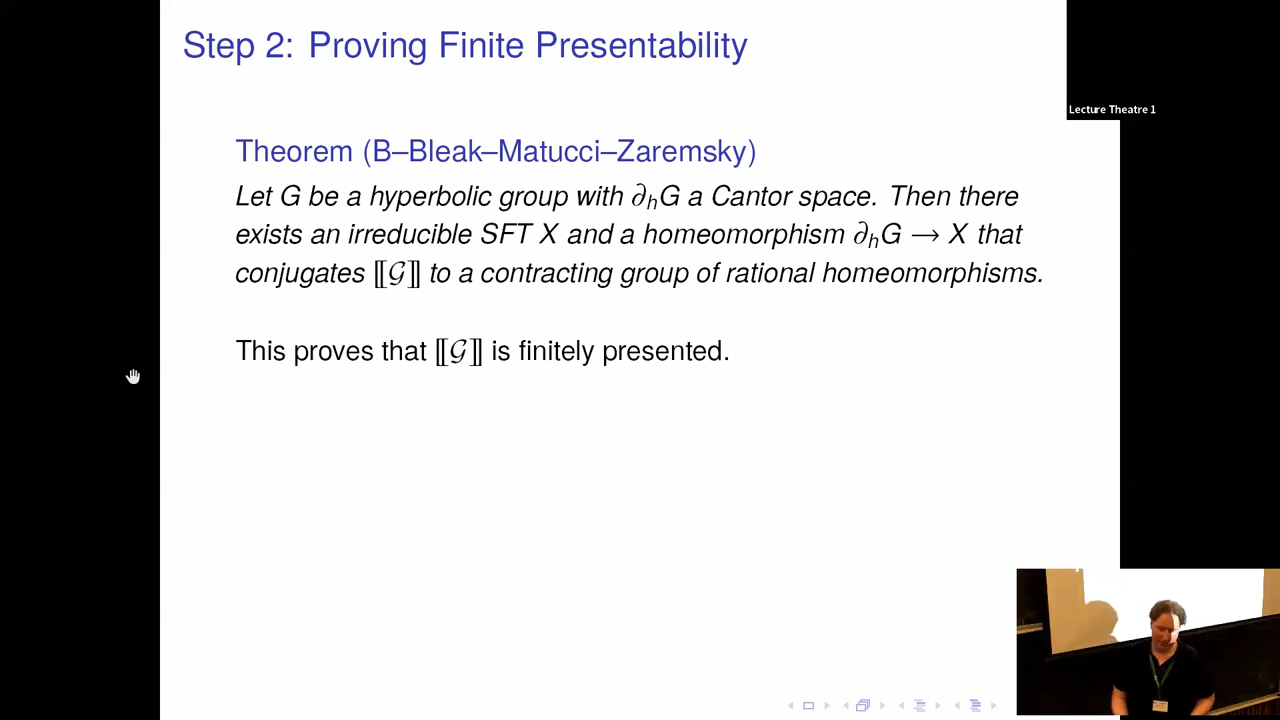 Step 2: Proving Finite Presentability
Lecture Theatre 1
Theorem (B–Bleak–Matucci–Zaremsky)
Let G be a hyperbolic group with ∂ₕG a Cantor space. Then there
exists an irreducible SFT X and a homeomorphism ∂ₕG → X that
conjugates ⟦𝒢⟧ to a contracting group of rational homeomorphisms.
This proves that ⟦𝒢⟧ is finitely presented.